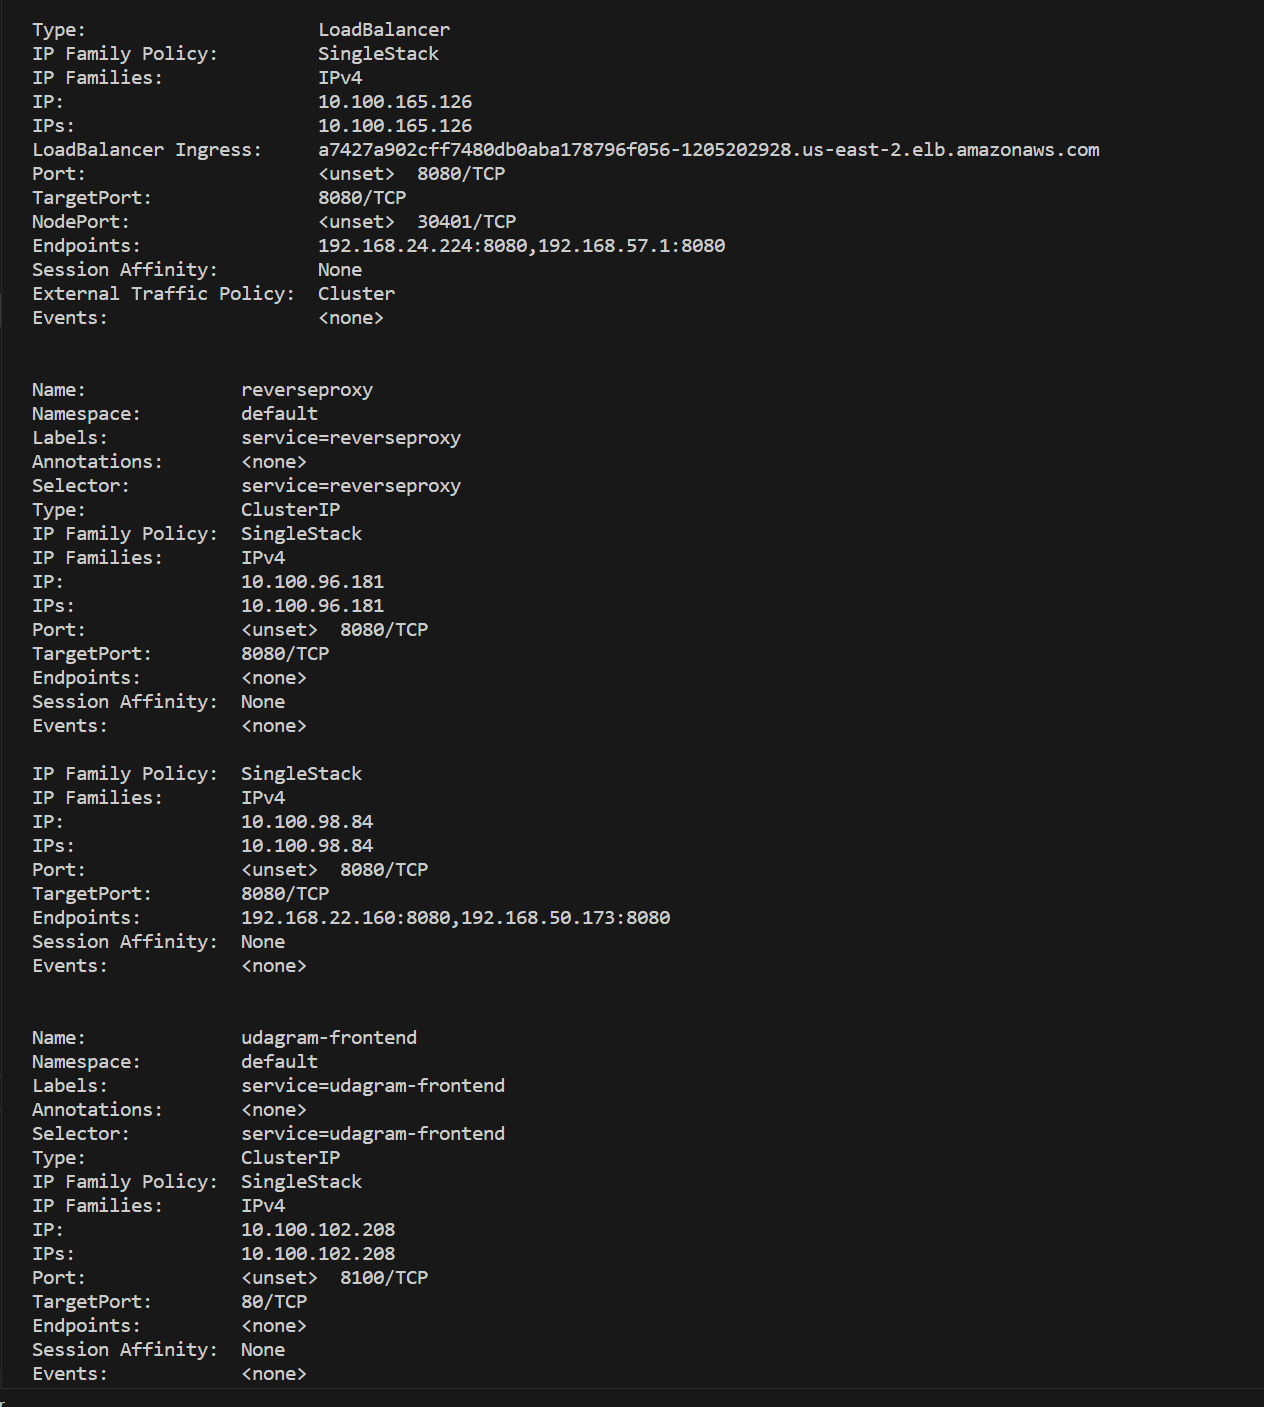 Type: LoadBalancer
IP Family Policy: SingleStack
IP Families: IPv4
IP: 10.100.165.126
IPs: 10.100.165.126
LoadBalancer Ingress: a7427a902cff7480db0aba178796f056-1205202928.us-east-2.elb.amazonaws.com
Port: <unset> 8080/TCP
TargetPort: 8080/TCP
NodePort: <unset> 30401/TCP
Endpoints: 192.168.24.224:8080,192.168.57.1:8080
Session Affinity: None
External Traffic Policy: Cluster
Events: <none>
Name: reverseproxy
Namespace: default
Labels: service=reverseproxy
Annotations: <none>
Selector: service=reverseproxy
Type: ClusterIP
IP Family Policy: SingleStack
IP Families: IPv4
IP: 10.100.96.181
IPs: 10.100.96.181
Port: <unset> 8080/TCP
TargetPort: 8080/TCP
Endpoints: <none>
Session Affinity: None
Events: <none>
IP Family Policy: SingleStack
IP Families: IPv4
IP: 10.100.98.84
IPs: 10.100.98.84
Port: <unset> 8080/TCP
TargetPort: 8080/TCP
Endpoints: 192.168.22.160:8080,192.168.50.173:8080
Session Affinity: None
Events: <none>
Name: udagram-frontend
Namespace: default
Labels: service=udagram-frontend
Annotations: <none>
Selector: service=udagram-frontend
Type: ClusterIP
IP Family Policy: SingleStack
IP Families: IPv4
IP: 10.100.102.208
IPs: 10.100.102.208
Port: <unset> 8100/TCP
TargetPort: 80/TCP
Endpoints: <none>
Session Affinity: None
Events: <none>